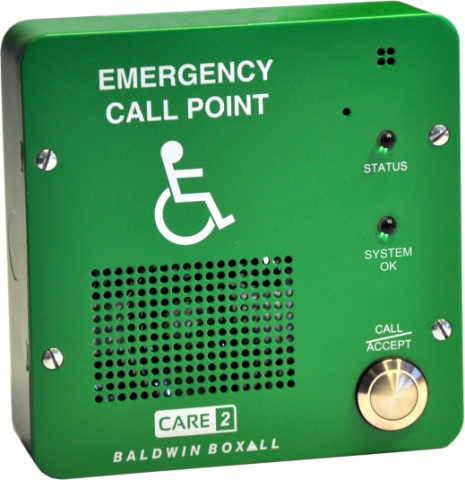 EMERGENCY
CALL POINT
STATUS
SYSTEM
OK
CALL
ACCEPT
CARE 2
BALDWIN BOXALL